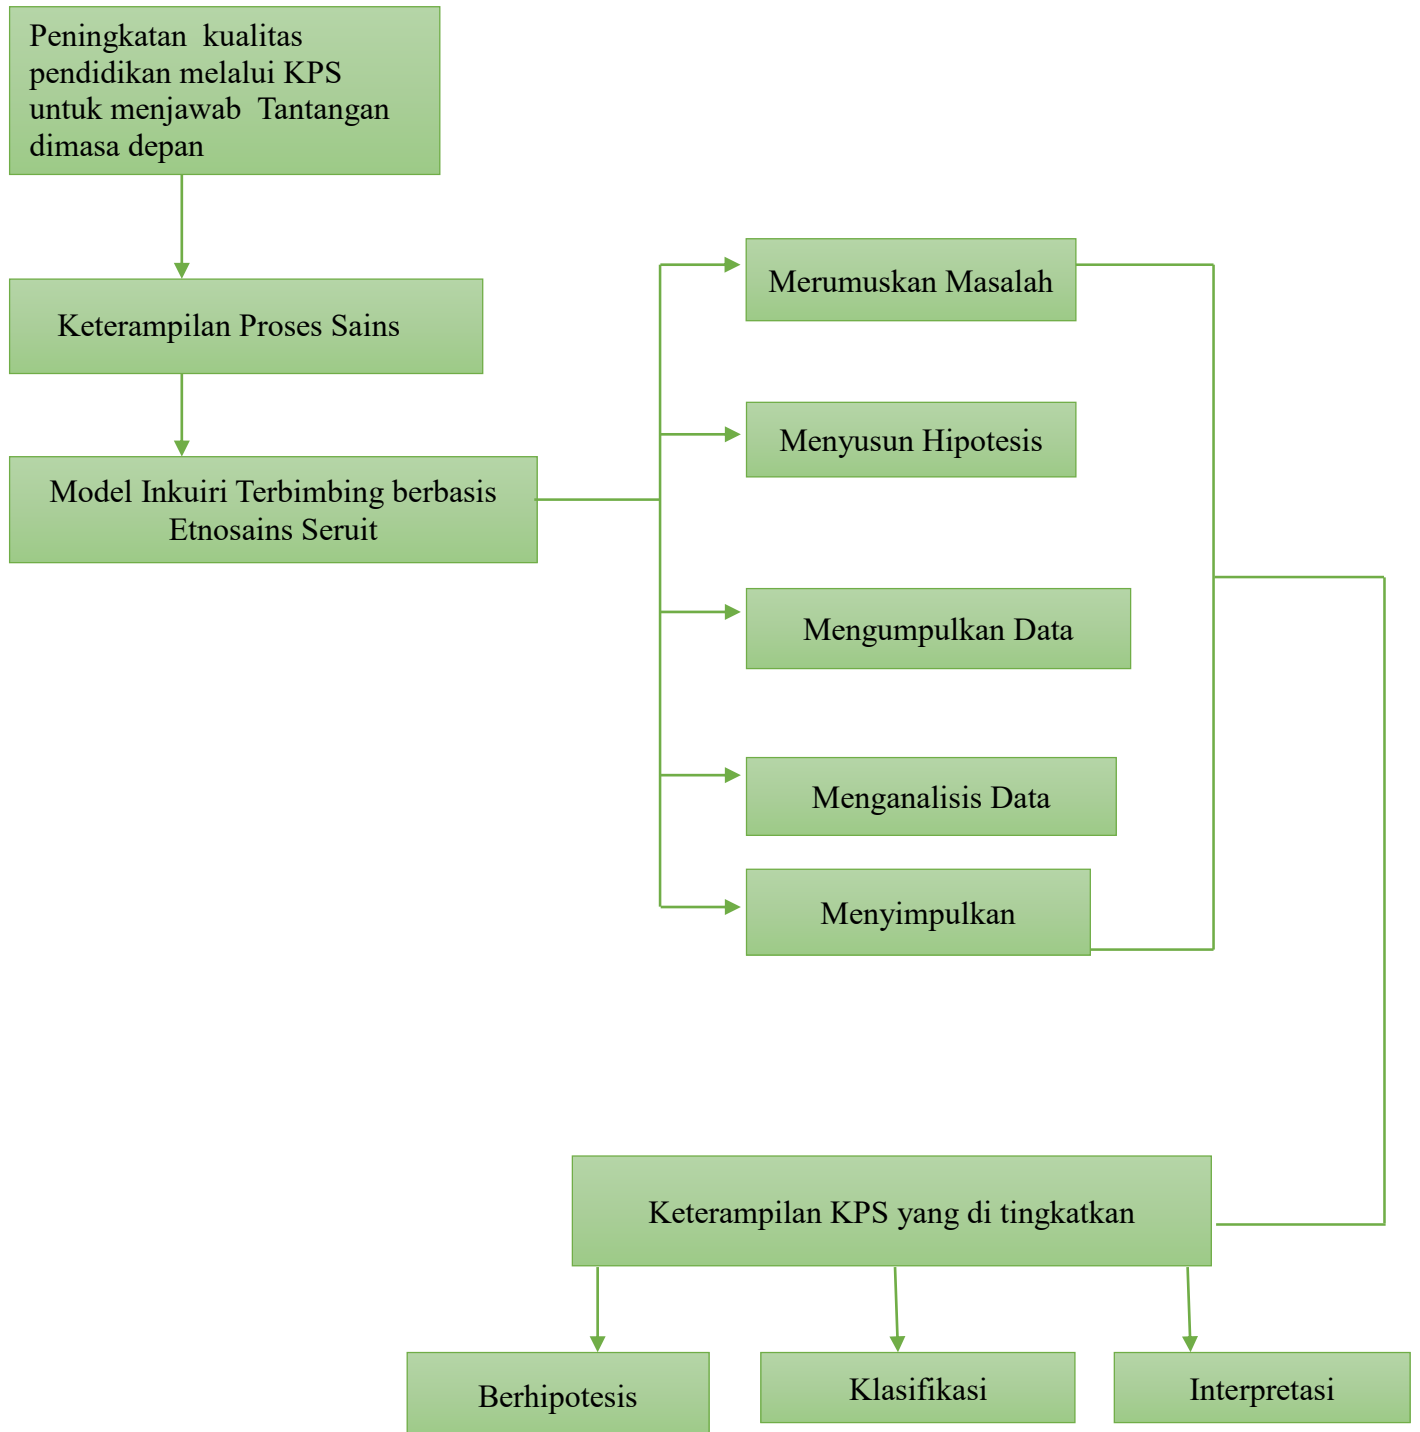 Peningkatan kualitas
pendidikan melalui KPS
untuk menjawab Tantangan
dimasa depan
Keterampilan Proses Sains
Model Inkuiri Terbimbing berbasis
Etnosains Seruit
Merumuskan Masalah
Menyusun Hipotesis
Mengumpulkan Data
Menganalisis Data
Menyimpulkan
Keterampilan KPS yang di tingkatkan
Berhipotesis
Klasifikasi
Interpretasi